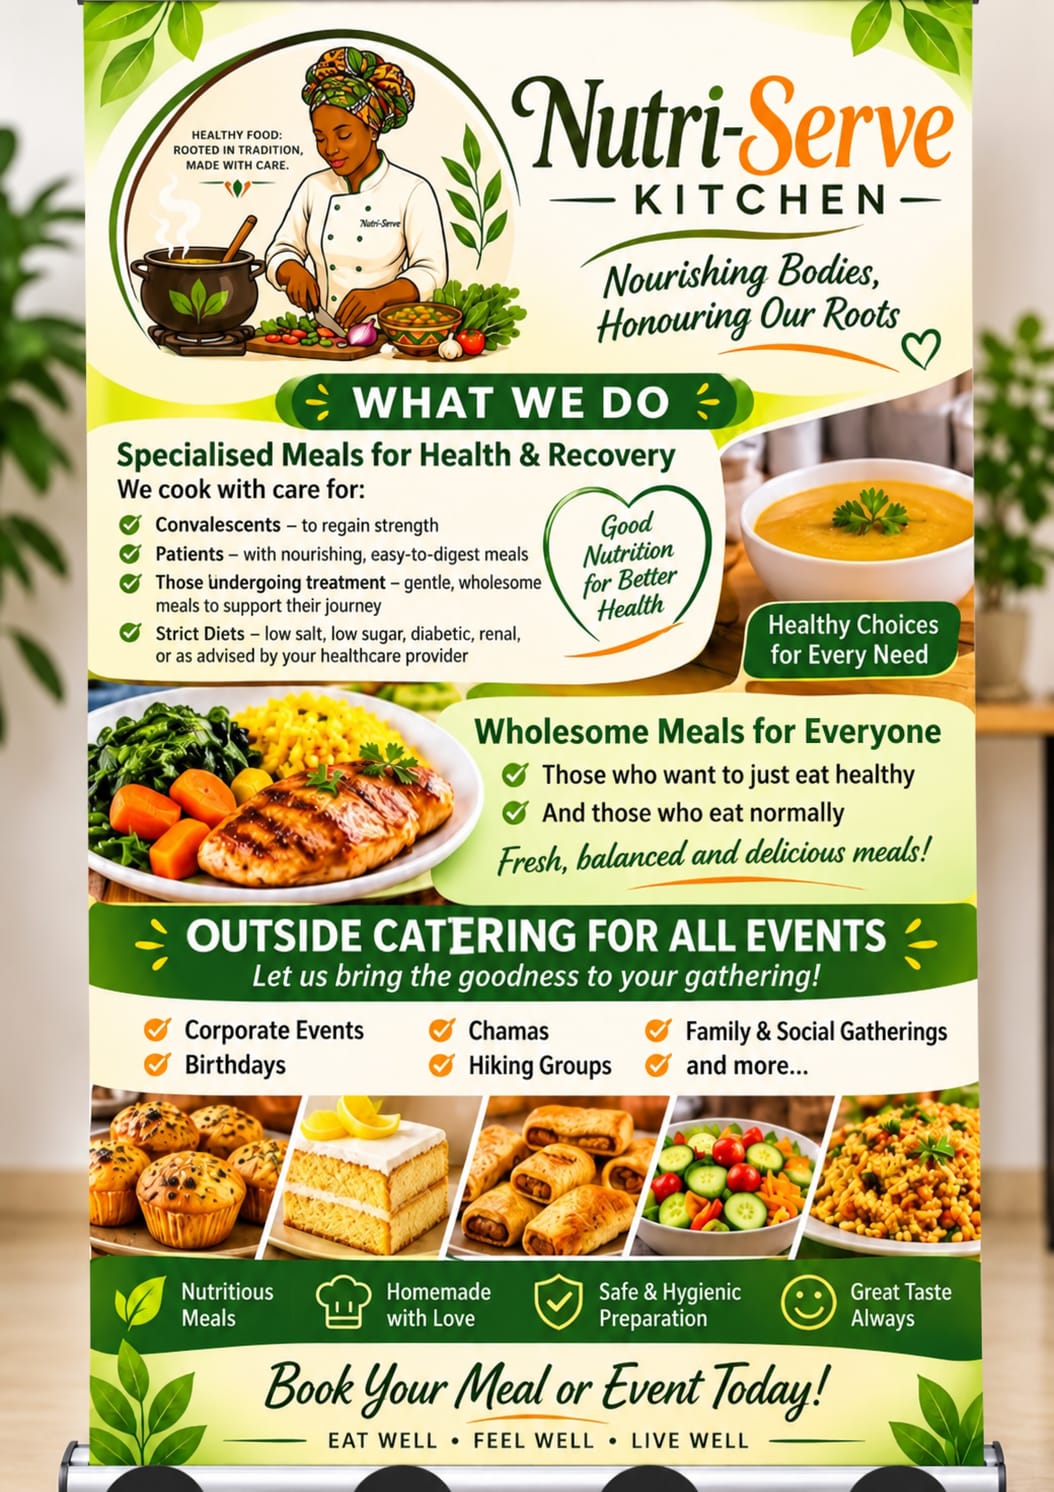 HEALTHY FOOD:
ROOTED IN TRADITION,
MADE WITH CARE.
Nutri-Serve
Nutri-Serve
KITCHEN
Nourishing Bodies,
Honouring Our Roots
WHAT WE DO
Specialised Meals for Health & Recovery
We cook with care for:
Convalescents – to regain strength
Patients – with nourishing, easy-to-digest meals
Those undergoing treatment – gentle, wholesome
meals to support their journey
Strict Diets – low salt, low sugar, diabetic, renal,
or as advised by your healthcare provider
Good
Nutrition
for Better
Health
Healthy Choices
for Every Need
Wholesome Meals for Everyone
Those who want to just eat healthy
And those who eat normally
Fresh, balanced and delicious meals!
OUTSIDE CATERING FOR ALL EVENTS
Let us bring the goodness to your gathering!
Corporate Events
Birthdays
Chamas
Hiking Groups
Family & Social Gatherings
and more...
Nutritious
Meals
Homemade
with Love
Safe & Hygienic
Preparation
Great Taste
Always
Book Your Meal or Event Today!
EAT WELL • FEEL WELL • LIVE WELL